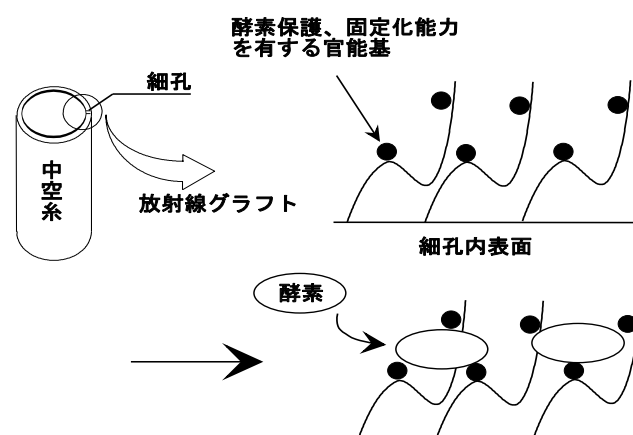 酵素保護、固定化能力
を有する官能基
細孔
中空糸
放射線グラフト
細孔内表面
酵素